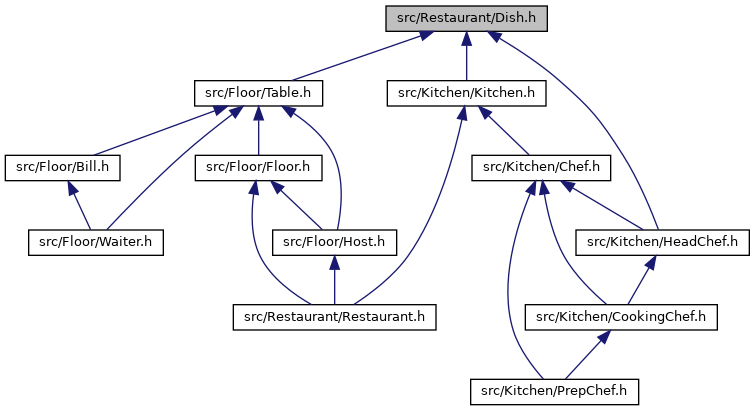 src/Restaurant/Dish.h
src/Floor/Table.h
src/Kitchen/Kitchen.h
src/Floor/Bill.h
src/Floor/Floor.h
src/Kitchen/Chef.h
src/Floor/Waiter.h
src/Floor/Host.h
src/Kitchen/HeadChef.h
src/Restaurant/Restaurant.h
src/Kitchen/CookingChef.h
src/Kitchen/PrepChef.h